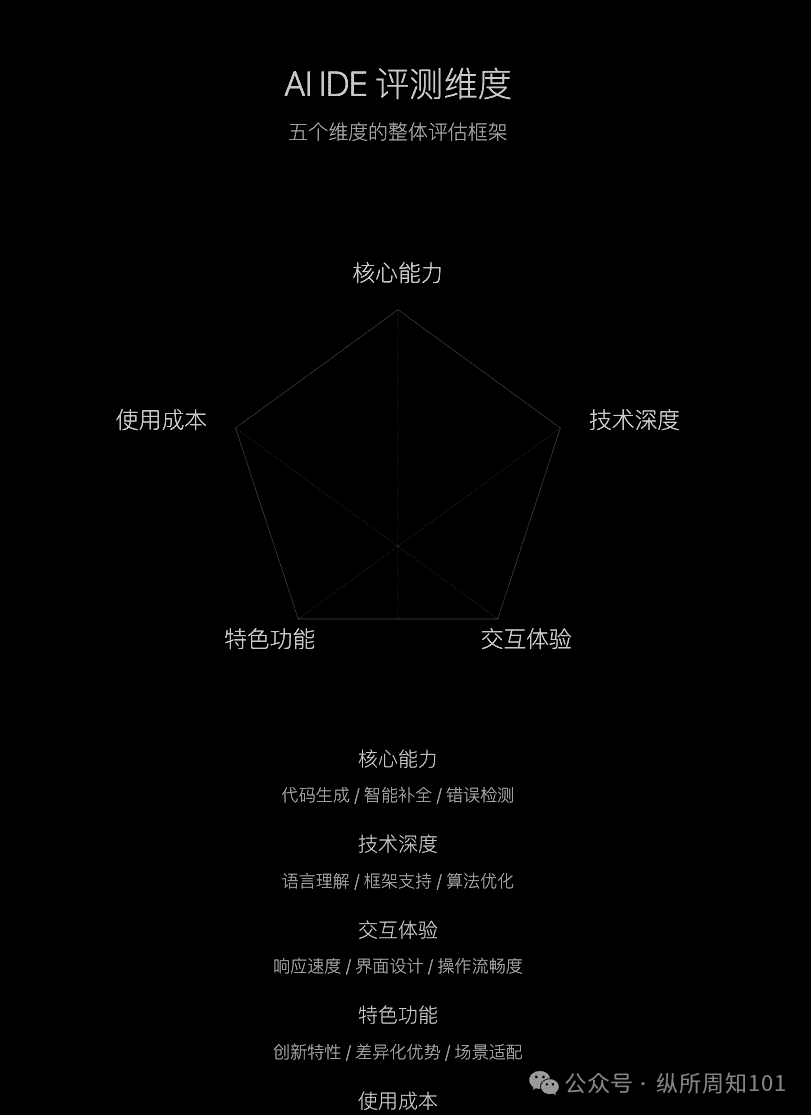 AI IDE 评测维度
五个维度的整体评估框架
核心能力
使用成本
技术深度
特色功能
交互体验
核心能力
代码生成 / 智能补全 / 错误检测
技术深度
语言理解 / 框架支持 / 算法优化
交互体验
响应速度 / 界面设计 / 操作流畅度
特色功能
创新特性 / 差异化优势 / 场景适配
使用成本
公众号 · 纵所周知101